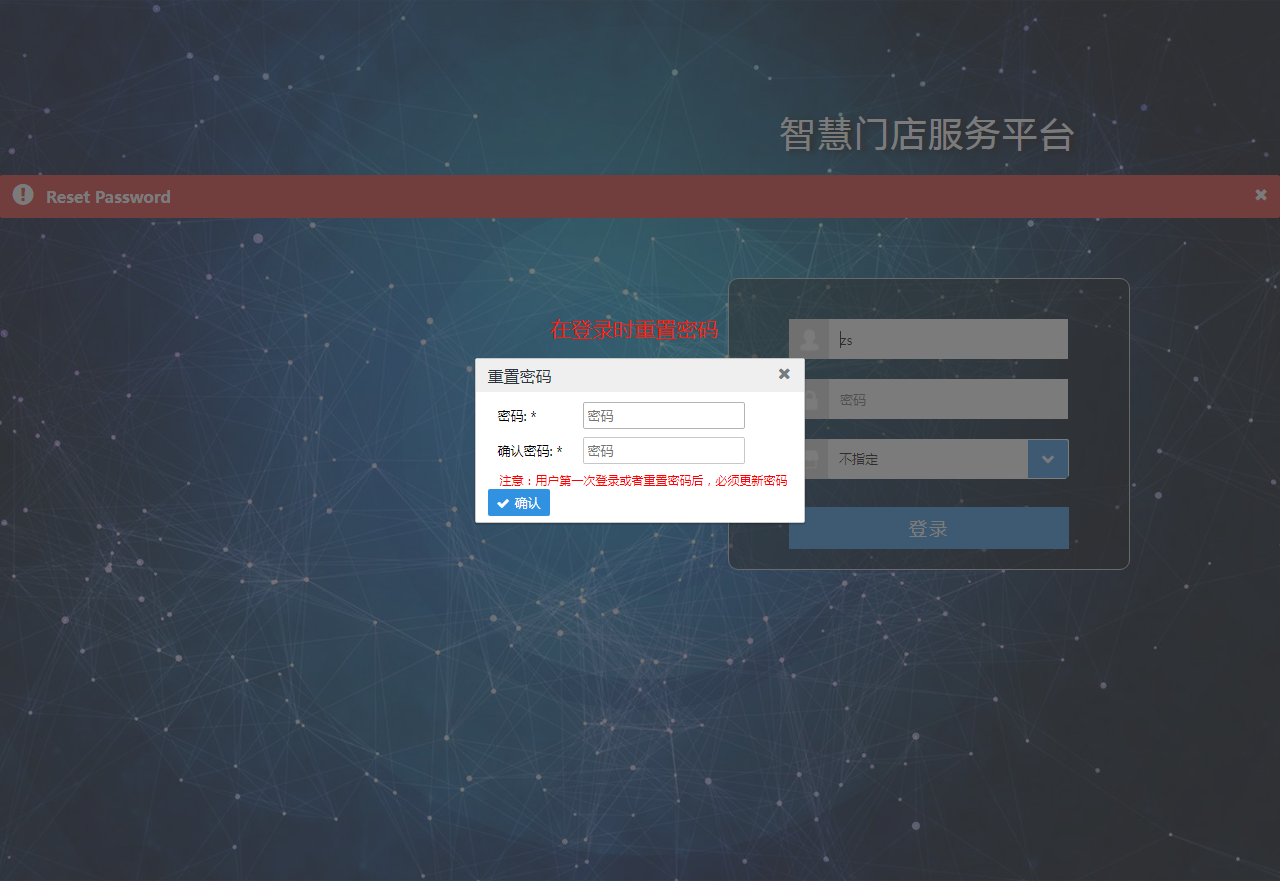 智慧门店服务平台
Reset Password
在登录时重置密码
zs
重置密码
密码: *
密码
确认密码: *
密码
注意：用户第一次登录或者重置密码后，必须更新密码
确认
密码
不指定
登录